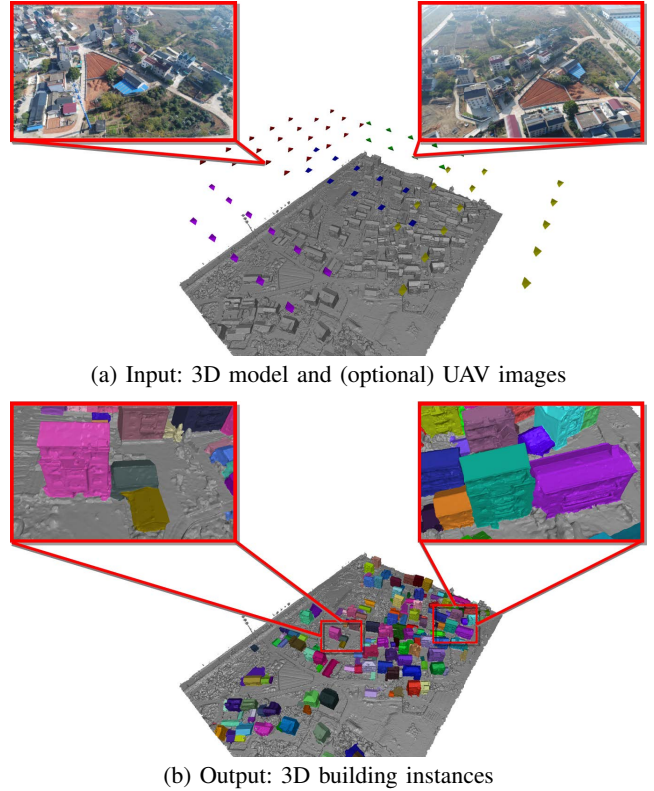 (a) Input: 3D model and (optional) UAV images
(b) Output: 3D building instances